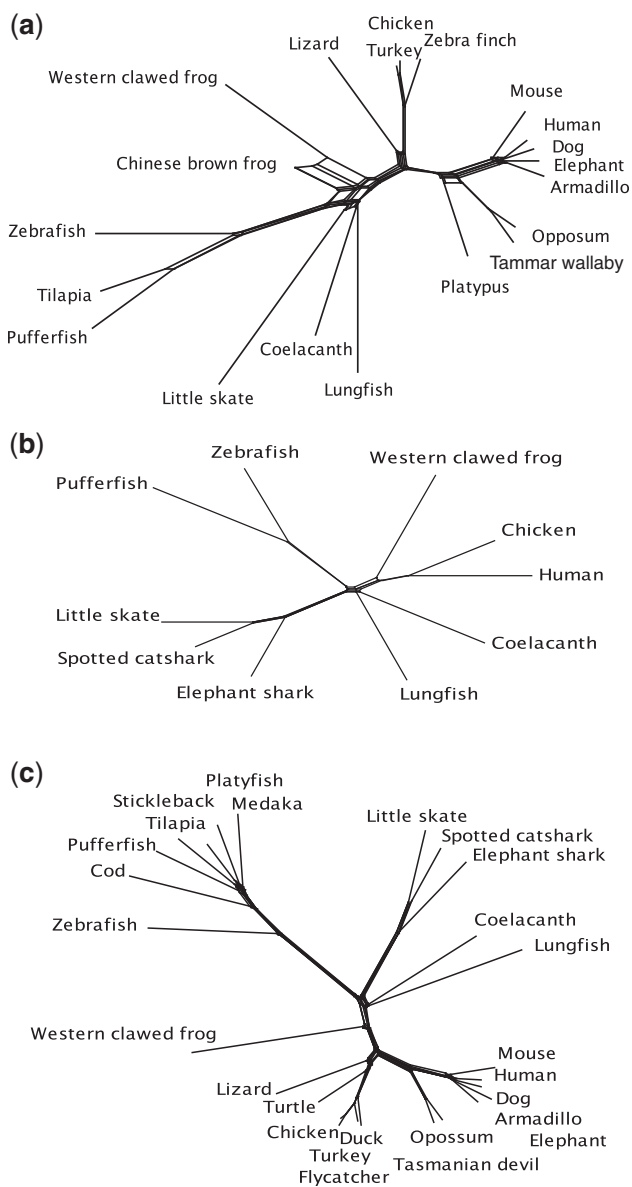 (a)
Chicken
Lizard
Turkey
Zebra finch
Western clawed frog
Mouse
Human
Chinese brown frog
Dog
Elephant
Armadillo
Zebrafish
Opposum
Tammar wallaby
Tilapia
Platypus
Pufferfish
Coelacanth
Little skate
Lungfish
(b)
Zebrafish
Western clawed frog
Pufferfish
Chicken
Human
Little skate
Coelacanth
Spotted catshark
Elephant shark
Lungfish
(c)
Platyfish
Stickleback
Medaka
Tilapia
Little skate
Pufferfish
Spotted catshark
Cod
Elephant shark
Zebrafish
Coelacanth
Lungfish
Western clawed frog
Mouse
Human
Lizard
Dog
Turtle
Armadillo
Chicken
Duck
Opossum
Elephant
Turkey
Tasmanian devil
Flycatcher